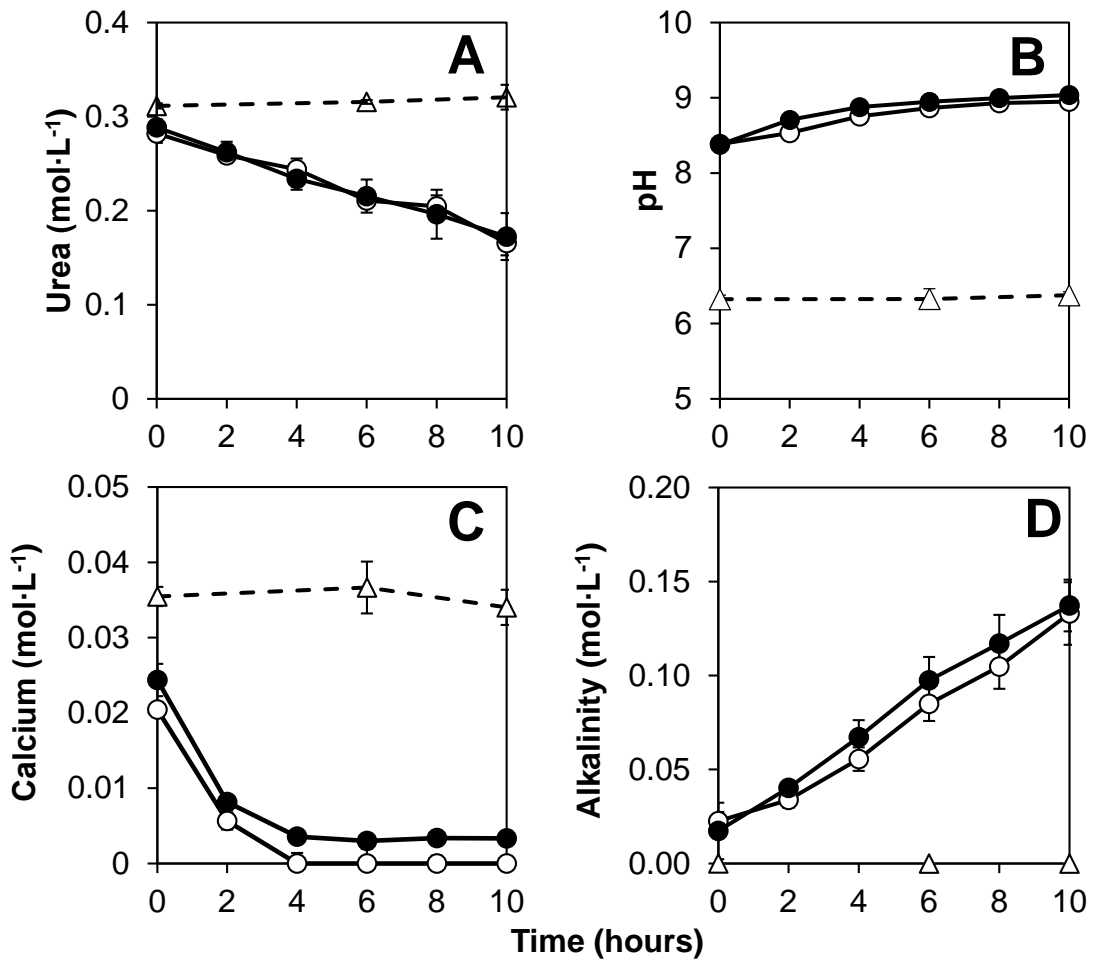 A
Urea (mol·L-1)
0.4
0.3
0.2
0.1
0
0 2 4 6 8 10
B
pH
10
9
8
7
6
5
0 2 4 6 8 10
C
Calcium (mol·L-1)
0.05
0.04
0.03
0.02
0.01
0
0 2 4 6 8 10
D
Alkalinity (mol·L-1)
0.20
0.15
0.10
0.05
0.00
0 2 4 6 8 10
Time (hours)